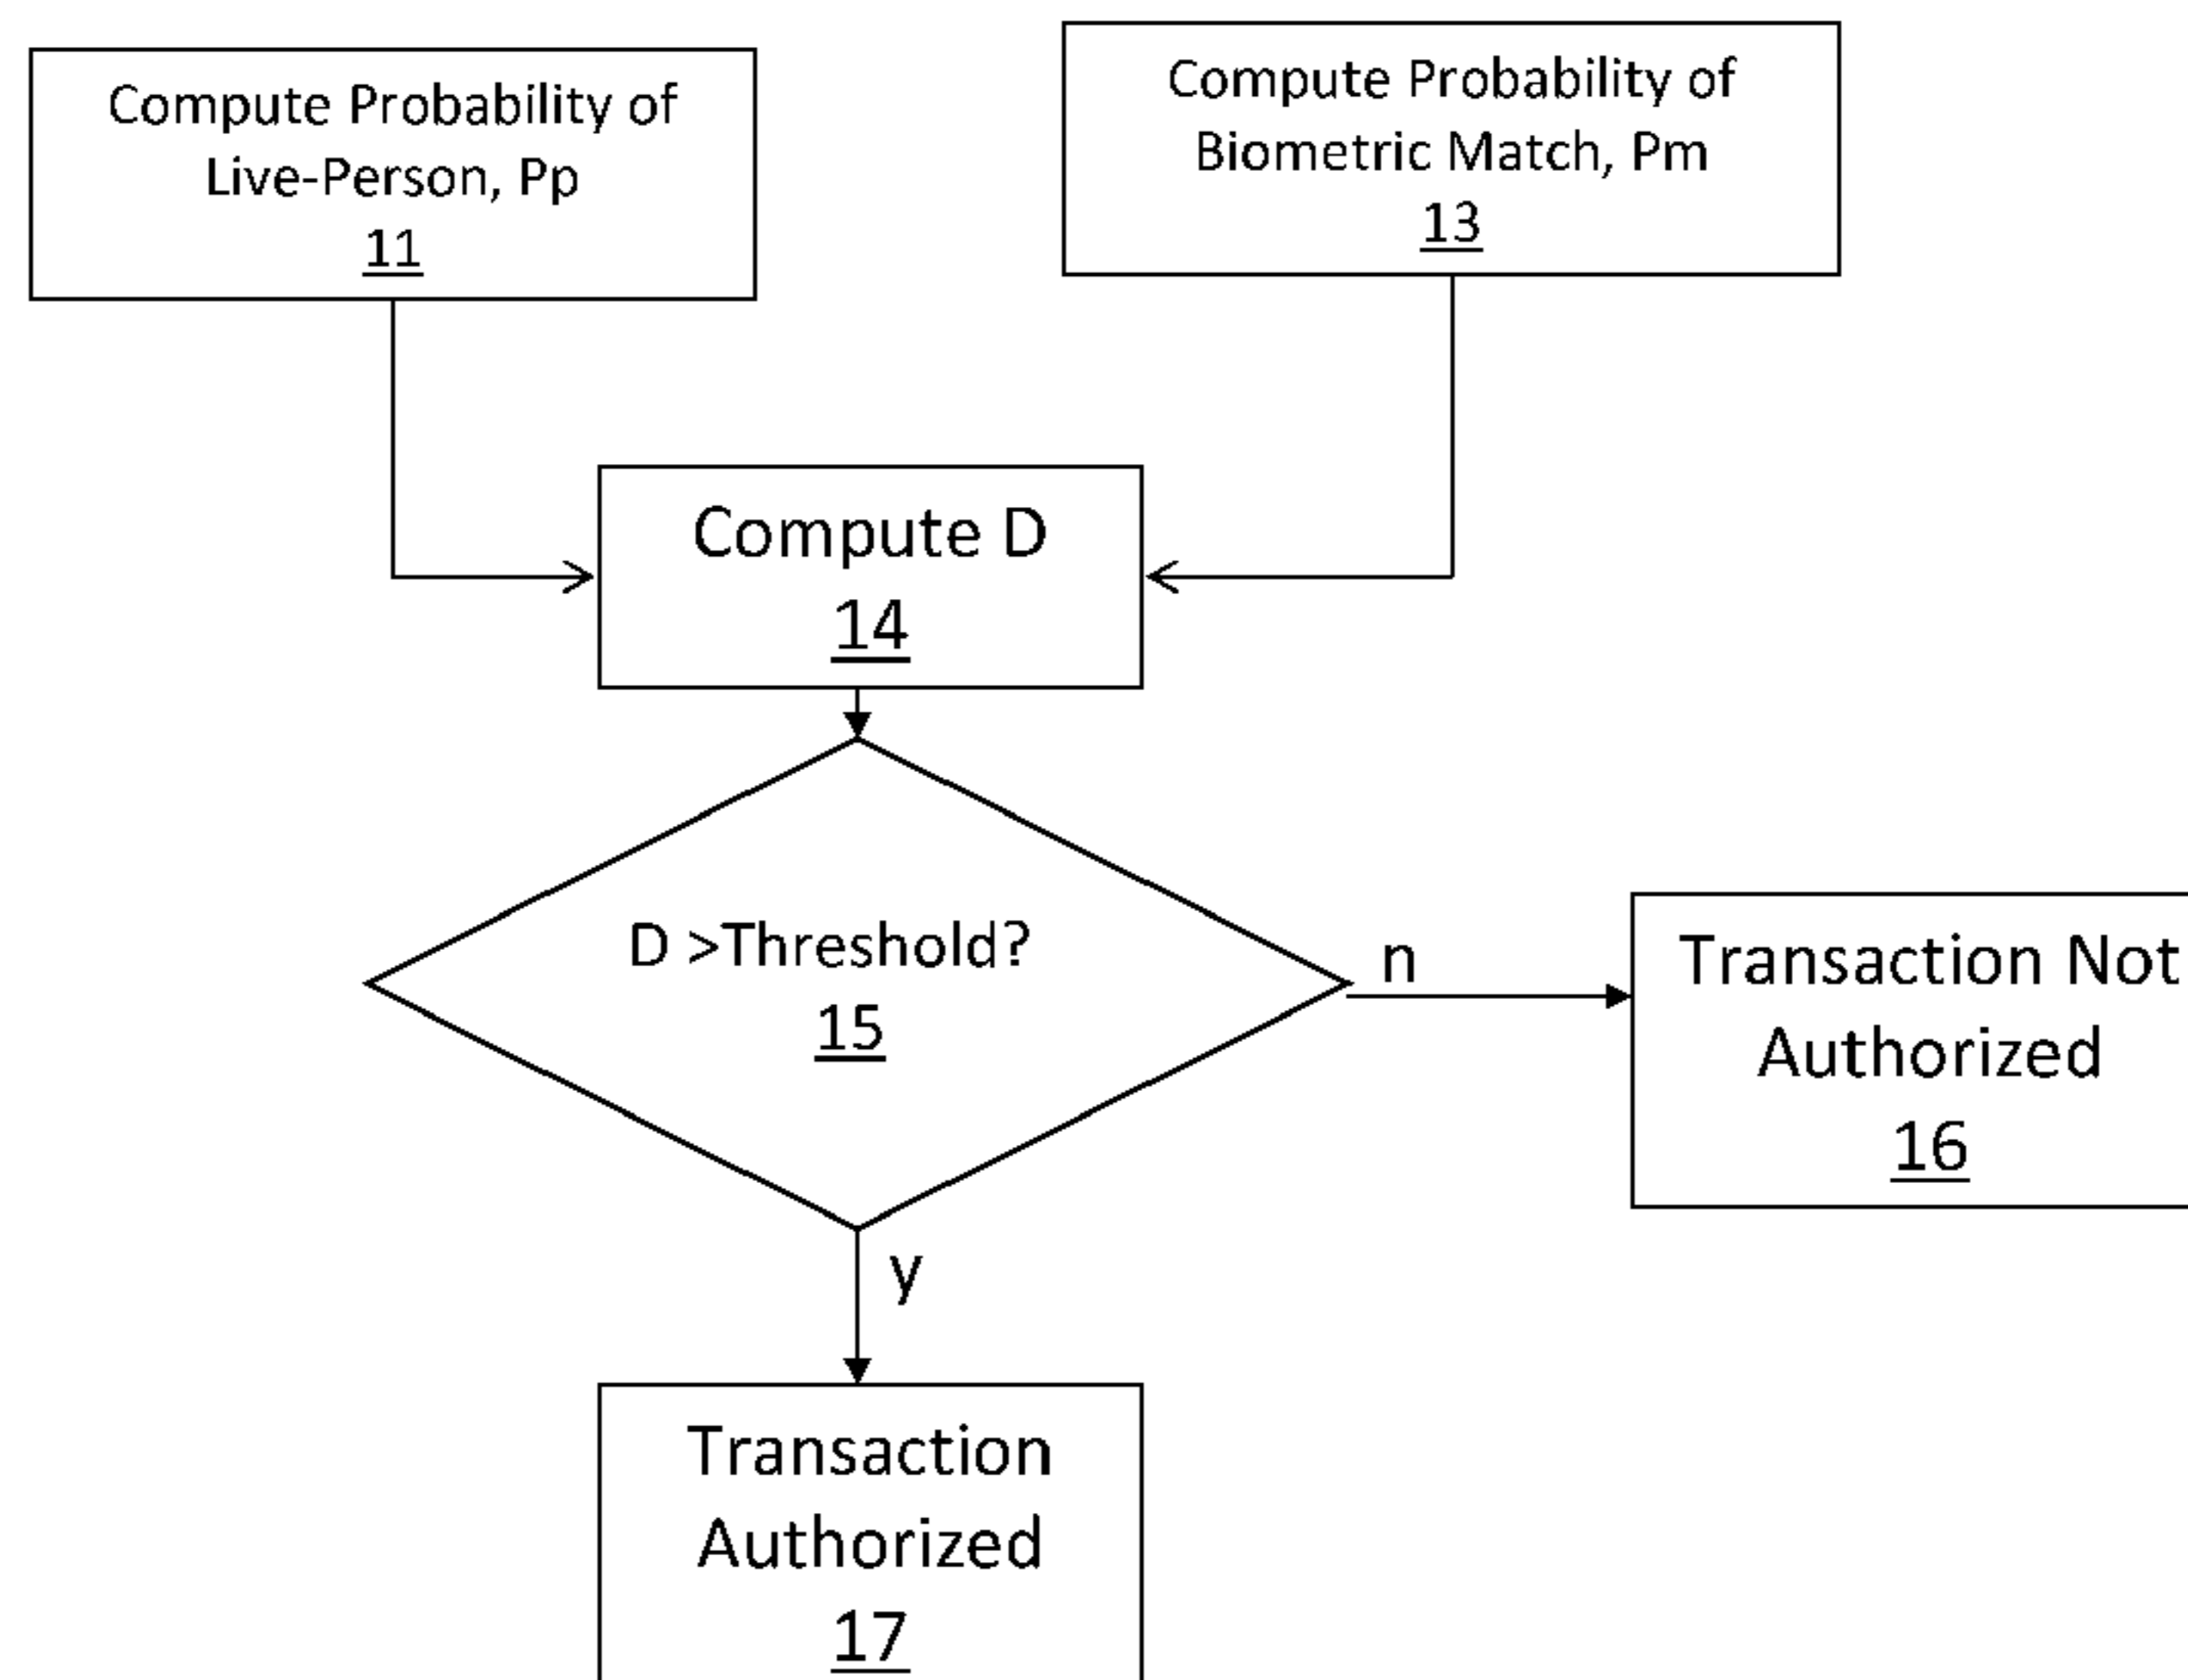 Compute Probability of
Live-Person, Pp
11
Compute Probability of
Biometric Match, Pm
13
Compute D
14
D >Threshold?
15
n
Transaction Not
Authorized
16
y
Transaction
Authorized
17